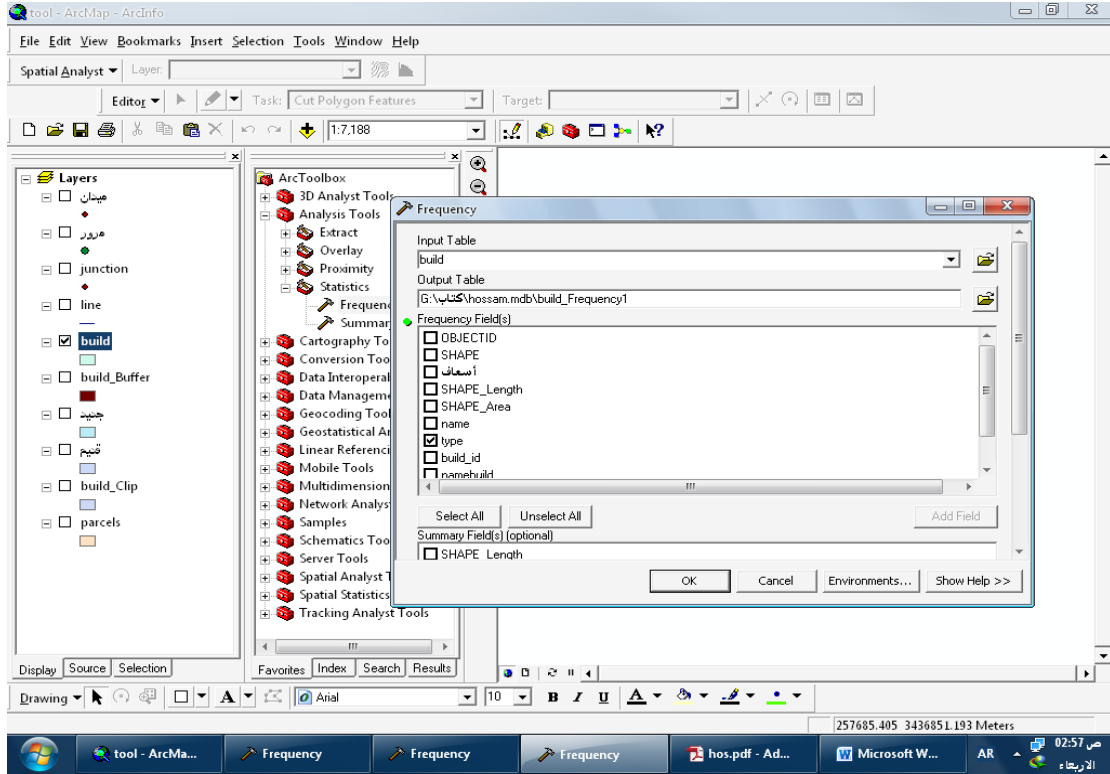 tool - ArcMap - ArcInfo
File Edit View Bookmarks Insert Selection Tools Window Help
Spatial Analyst Layer:
Editor Task: Cut Polygon Features Target:
1:7,188
Layers
ميدان
مرور
junction
line
build
build_Buffer
جنيد
قنيم
build_Clip
parcels
Display Source Selection
ArcToolbox
3D Analyst Tools
Analysis Tools
Extract
Overlay
Proximity
Statistics
Frequen
Summar
Cartography To
Conversion Too
Data Interoperal
Data Manageme
Geocoding Tool
Geostatistical Ar
Linear Referenci
Mobile Tools
Multidimension
Network Analys
Samples
Schematics Too
Server Tools
Spatial Analyst T
Spatial Statistics
Tracking Analyst Tools
Favorites Index Search Results
Frequency
Input Table
build
Output Table
G:\كتاب\hossam.mdb\build_Frequency1
Frequency Field(s)
OBJECTID
SHAPE
أسعاف
SHAPE_Length
SHAPE_Area
name
type
build_id
namebuild
Select All Unselect All Add Field
Summary Field(s) (optional)
SHAPE_Length
OK Cancel Environments... Show Help >>
Drawing A Arial 10 B I U A
257685.405 3436851.193 Meters
tool - ArcMa... Frequency Frequency Frequency hos.pdf - Ad... Microsoft W... AR 02:57 ص
الاربعاء